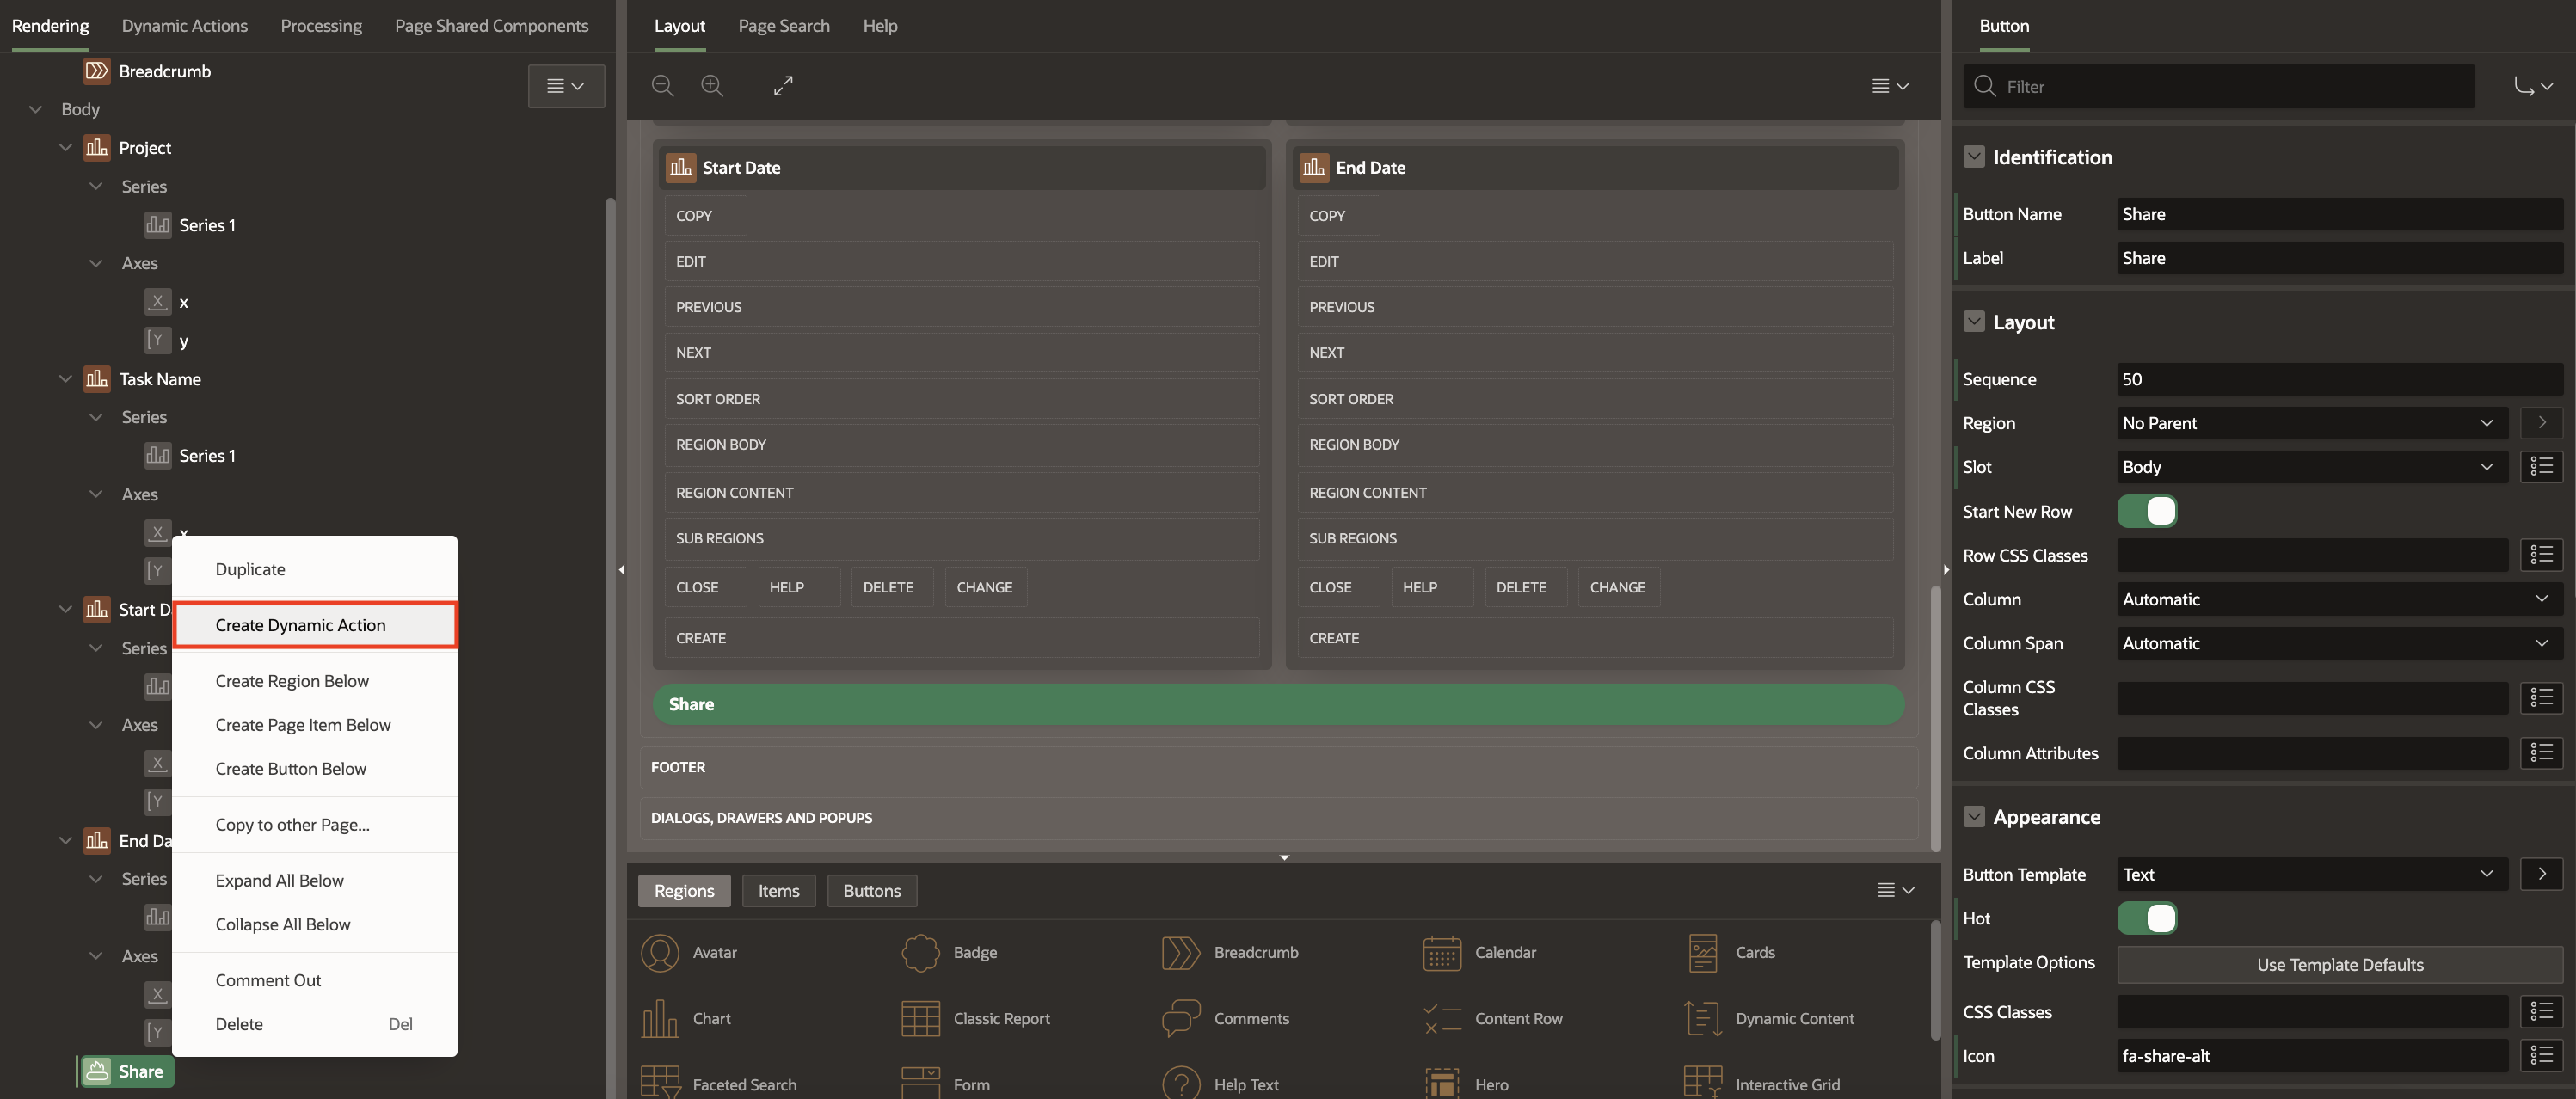 Rendering
Dynamic Actions
Processing
Page Shared Components
Breadcrumb
Body
Project
Series
Series 1
Axes
X x
Y y
Task Name
Series
Series 1
Axes
X x
Y
Start D
Series
Axes
X
Y
End Da
Series
Axes
X
Y
Share
Duplicate
Create Dynamic Action
Create Region Below
Create Page Item Below
Create Button Below
Copy to other Page...
Expand All Below
Collapse All Below
Comment Out
Delete Del
Layout
Page Search
Help
Start Date
COPY
EDIT
PREVIOUS
NEXT
SORT ORDER
REGION BODY
REGION CONTENT
SUB REGIONS
CLOSE HELP DELETE CHANGE
CREATE
End Date
COPY
EDIT
PREVIOUS
NEXT
SORT ORDER
REGION BODY
REGION CONTENT
SUB REGIONS
CLOSE HELP DELETE CHANGE
CREATE
Share
FOOTER
DIALOGS, DRAWERS AND POPUPS
Regions Items Buttons
Avatar Badge Breadcrumb Calendar Cards
Chart Classic Report Comments Content Row Dynamic Content
Faceted Search Form Help Text Hero Interactive Grid
Button
Filter
Identification
Button Name Share
Label Share
Layout
Sequence 50
Region No Parent
Slot Body
Start New Row
Row CSS Classes
Column Automatic
Column Span Automatic
Column CSS
Classes
Column Attributes
Appearance
Button Template Text
Hot
Template Options Use Template Defaults
CSS Classes
Icon fa-share-alt